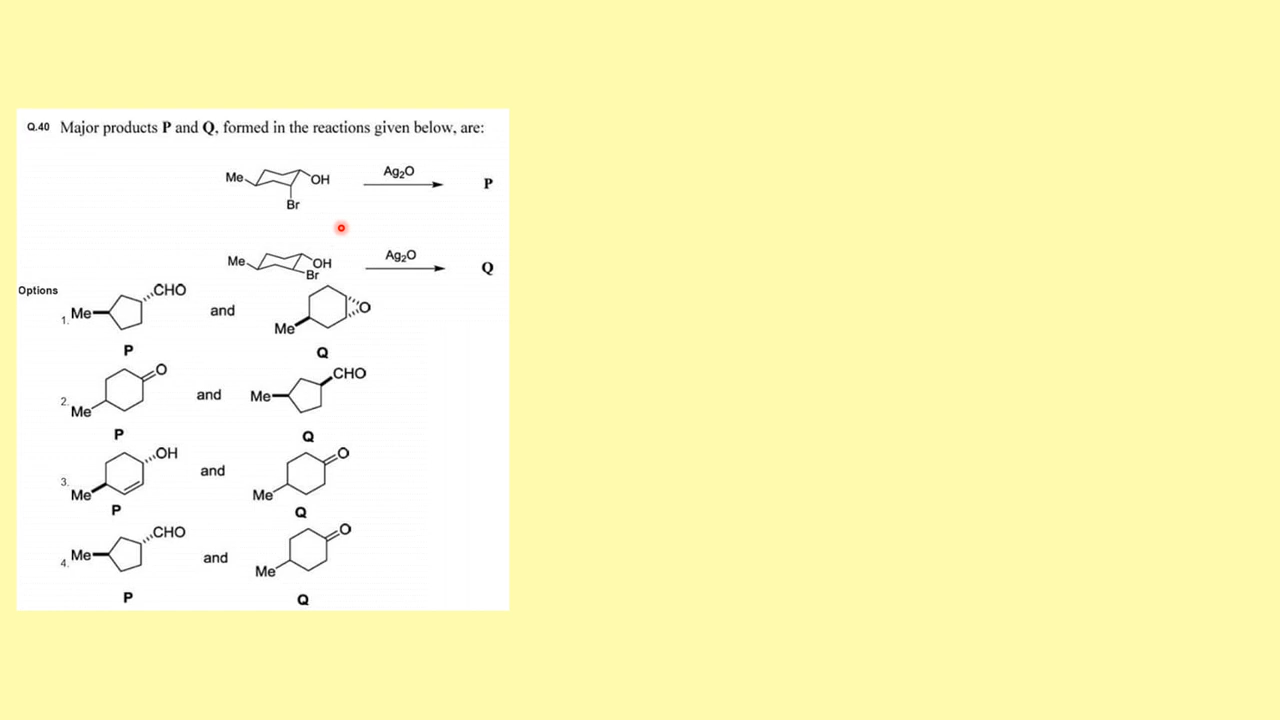 Q.40 Major products P and Q, formed in the reactions given below, are:
Me OH Br Ag₂O P
Me OH Br Ag₂O Q
Options
1. Me CHO and Me O
P Q
2. Me O and Me CHO
P Q
3. Me OH and Me O
P Q
4. Me CHO and Me O
P Q